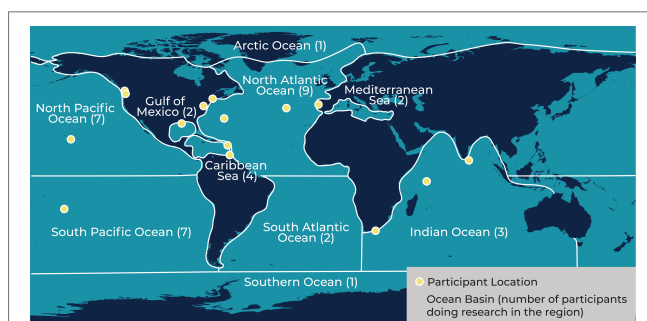 Arctic Ocean (1)
North Atlantic
Ocean (9)
Mediterranean
Sea (2)
North Pacific
Ocean (7)
Gulf of
Mexico (2)
Caribbean
Sea (4)
South Pacific Ocean (7)
South Atlantic
Ocean (2)
Indian Ocean (3)
Southern Ocean (1)
Participant Location
Ocean Basin (number of participants
doing research in the region)